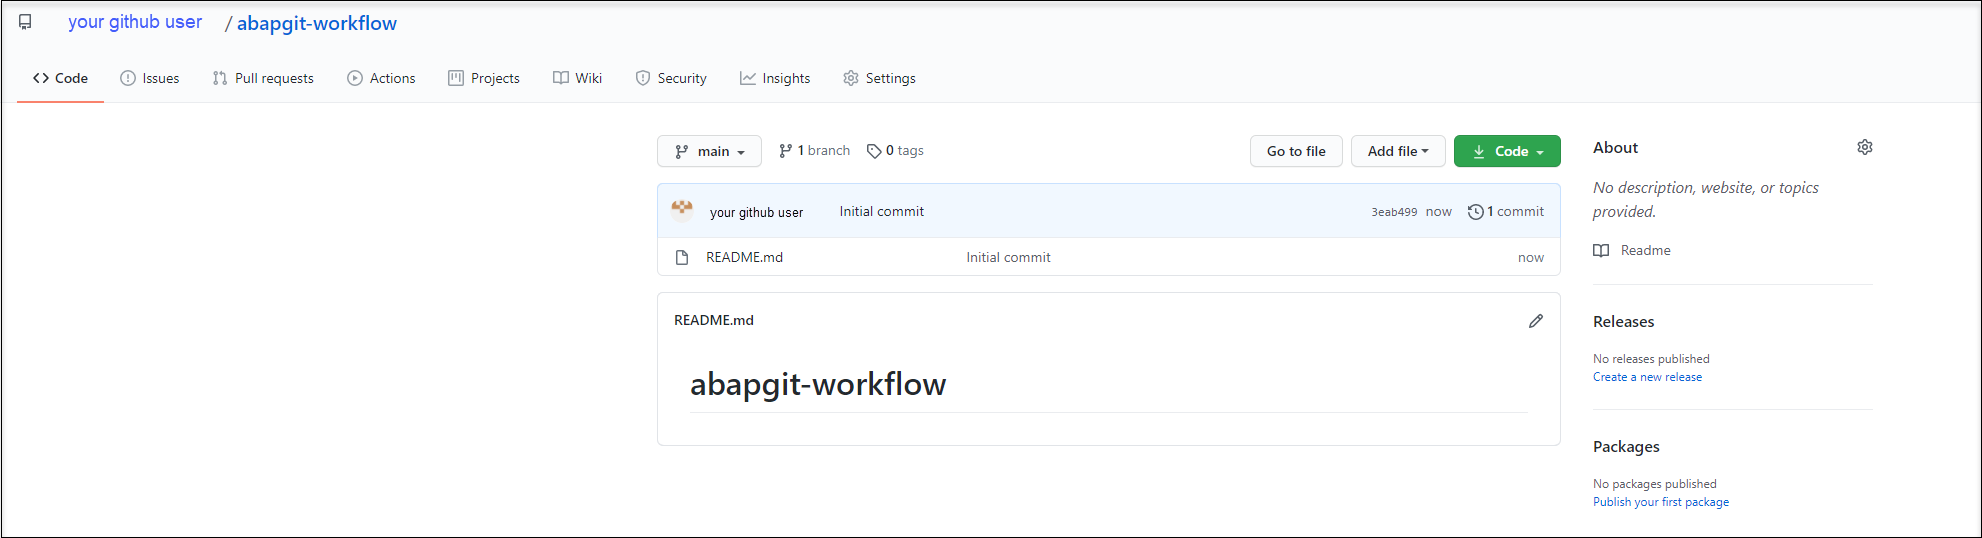 your github user / abapgit-workflow
Code Issues Pull requests Actions Projects Wiki Security Insights Settings
main 1 branch 0 tags Go to file Add file Code
your github user Initial commit 3eab499 now 1 commit
README.md Initial commit now
README.md
abapgit-workflow
About
No description, website, or topics
provided.
Readme
Releases
No releases published
Create a new release
Packages
No packages published
Publish your first package